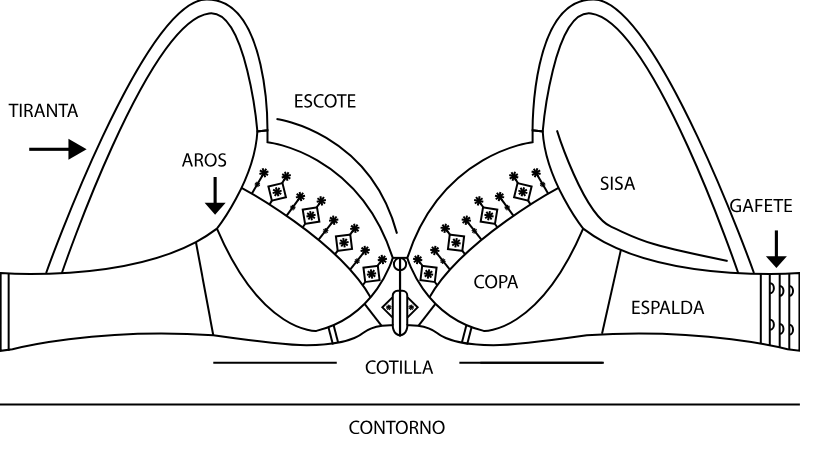 ESCOTE
TIRANTA
AROS
SISA
GAFETE
COPA
ESPALDA
COTILLA
CONTORNO